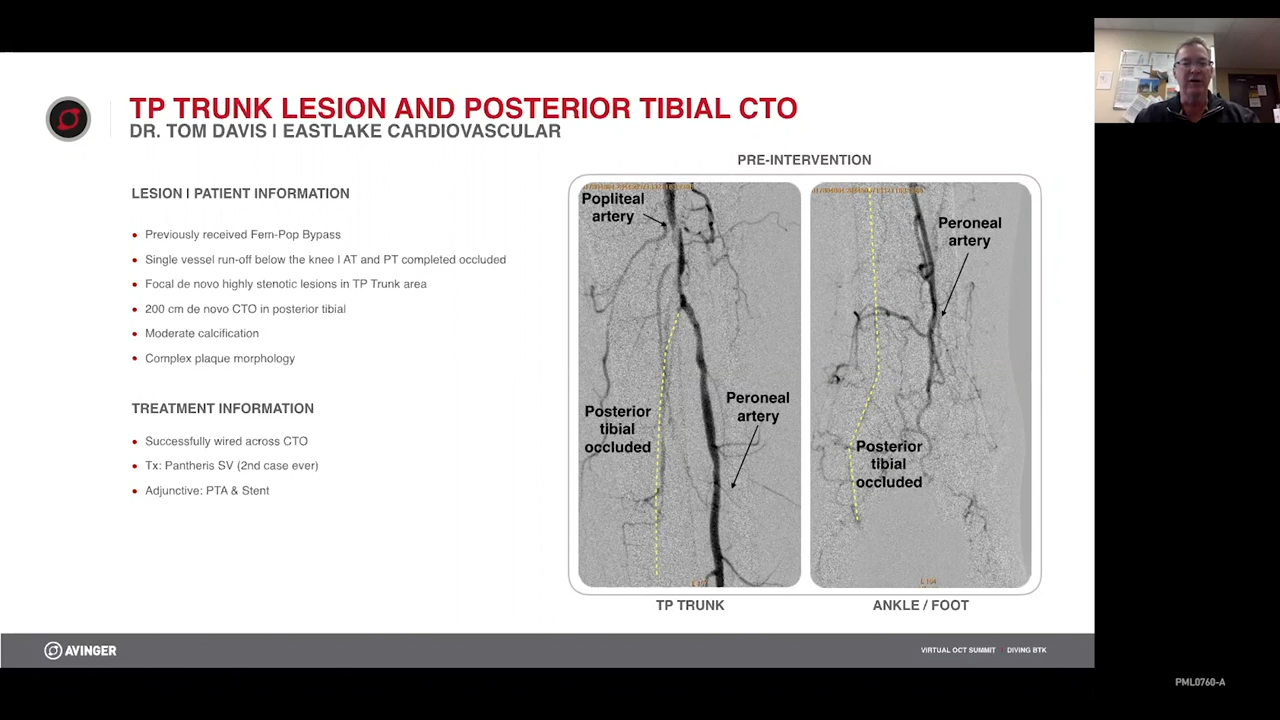 TP TRUNK LESION AND POSTERIOR TIBIAL CTO
DR. TOM DAVIS | EASTLAKE CARDIOVASCULAR
LESION | PATIENT INFORMATION
• Previously received Fem-Pop Bypass
• Single vessel run-off below the knee | AT and PT completed occluded
• Focal de novo highly stenotic lesions in TP Trunk area
• 200 cm de novo CTO in posterior tibial
• Moderate calcification
• Complex plaque morphology
TREATMENT INFORMATION
• Successfully wired across CTO
• Tx: Pantheris SV (2nd case ever)
• Adjunctive: PTA & Stent
PRE-INTERVENTION
Popliteal
artery
Posterior
tibial
occluded
Peroneal
artery
TP TRUNK
Peroneal
artery
Posterior
tibial
occluded
L 104
ANKLE / FOOT
AVINGER
VIRTUAL OCT SUMMIT | DIVING BTK
PML0760-A